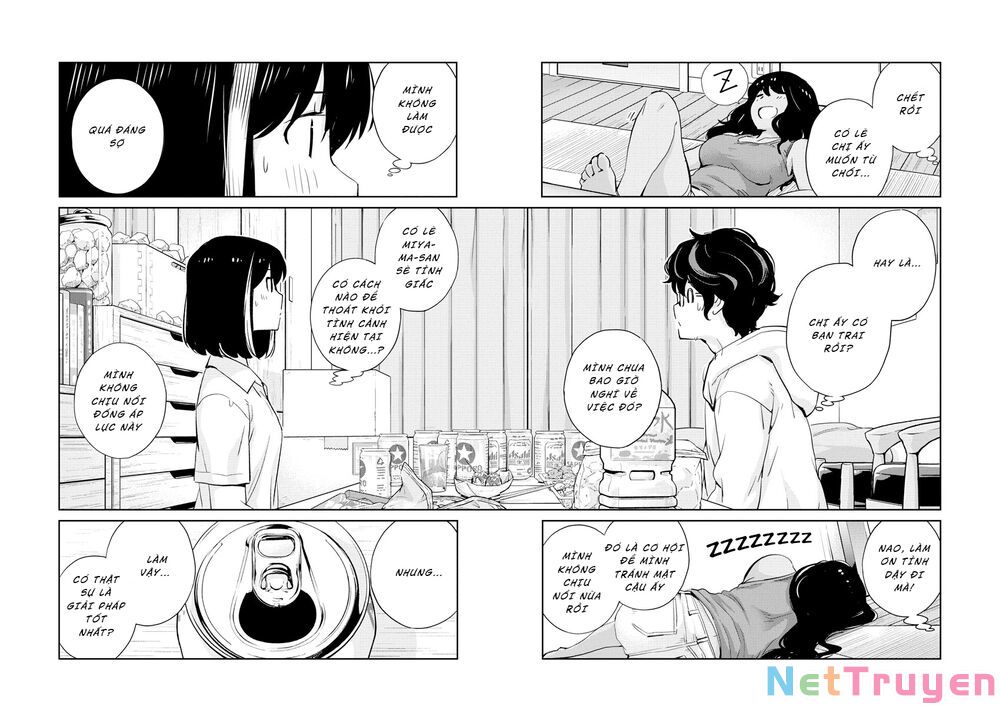 CHẾT
RỒI
CÓ LẼ
CHỊ ẤY
MUỐN TỪ
CHỐI...
Z
MÌNH
KHÔNG
LÀM
ĐƯỢC
QUÁ ĐÁNG
SỢ
HAY LÀ...
CHỊ ẤY CÓ
BẠN TRAI
RỒI?
MÌNH CHƯA
BAO GIỜ
NGHĨ VỀ
VIỆC ĐÓ?
CÓ LẼ
MIYA-
MA-SAN
SẼ TỈNH
GIẤC
CÓ CÁCH
NÀO ĐỂ
THOÁT KHỎI
TÌNH CẢNH
HIỆN TẠI
KHÔNG...?
MÌNH
KHÔNG
CHỊU NỔI
ĐỐNG ÁP
LỰC NÀY
水
SAPPORO
SAPPORO
Asahi
Asahi
NAO, LÀM
ƠN TỈNH
DẬY ĐI
MÀ!
ZZZZZZZZ
ĐÓ LÀ CƠ HỘI
ĐỂ MÌNH
TRÁNH MẶT
CẬU ẤY
MÌNH
KHÔNG
CHỊU
NỔI NỮA
RỒI
NHƯNG...
LÀM
VẬY...
CÓ THẬT
SỰ LÀ
GIẢI PHÁP
TỐT
NHẤT?
NetTruyen